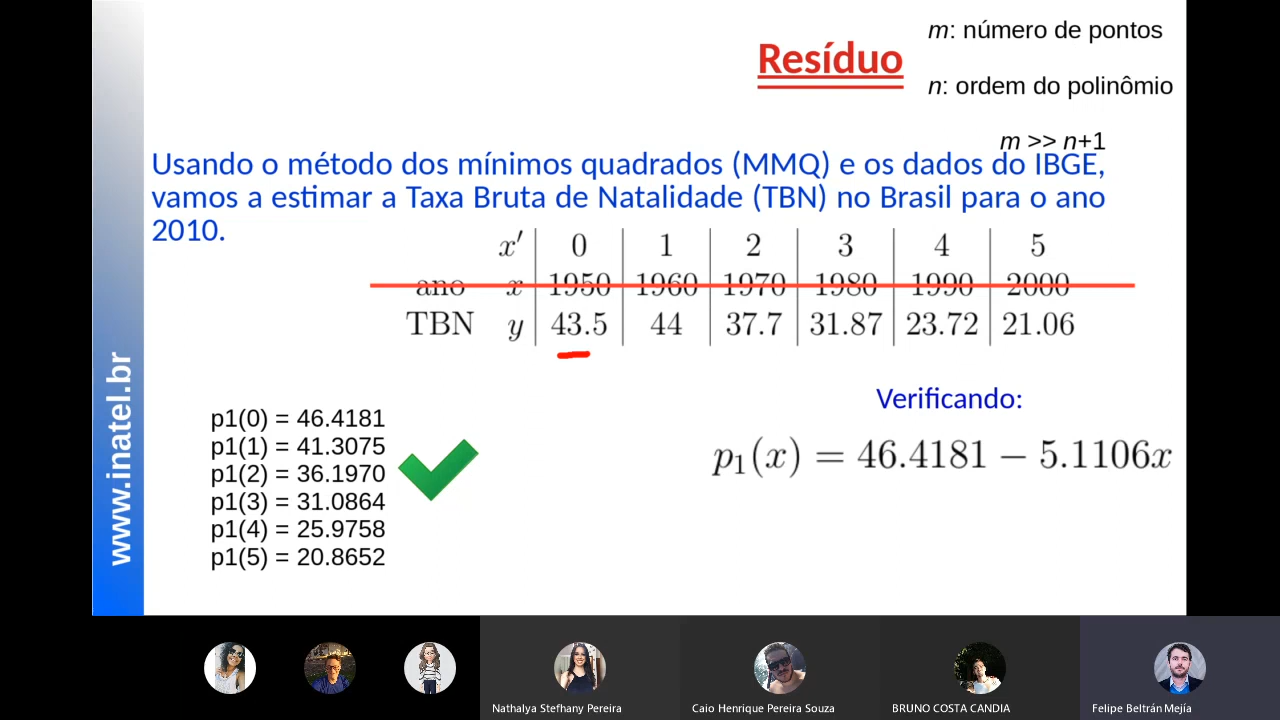 m: número de pontos
Resíduo
n: ordem do polinômio
m >> n+1
Usando o método dos mínimos quadrados (MMQ) e os dados do IBGE,
vamos a estimar a Taxa Bruta de Natalidade (TBN) no Brasil para o ano
2010.
x′ 0 1 2 3 4 5
ano x 1950 1960 1970 1980 1990 2000
TBN y 43.5 44 37.7 31.87 23.72 21.06
www.inatel.br
Verificando:
p1(0) = 46.4181
p1(1) = 41.3075
p1(2) = 36.1970
p1(3) = 31.0864
p1(4) = 25.9758
p1(5) = 20.8652
p₁(x) = 46.4181 − 5.1106x
Nathalya Stefhany Pereira
Caio Henrique Pereira Souza
BRUNO COSTA CANDIA
Felipe Beltrán Mejía